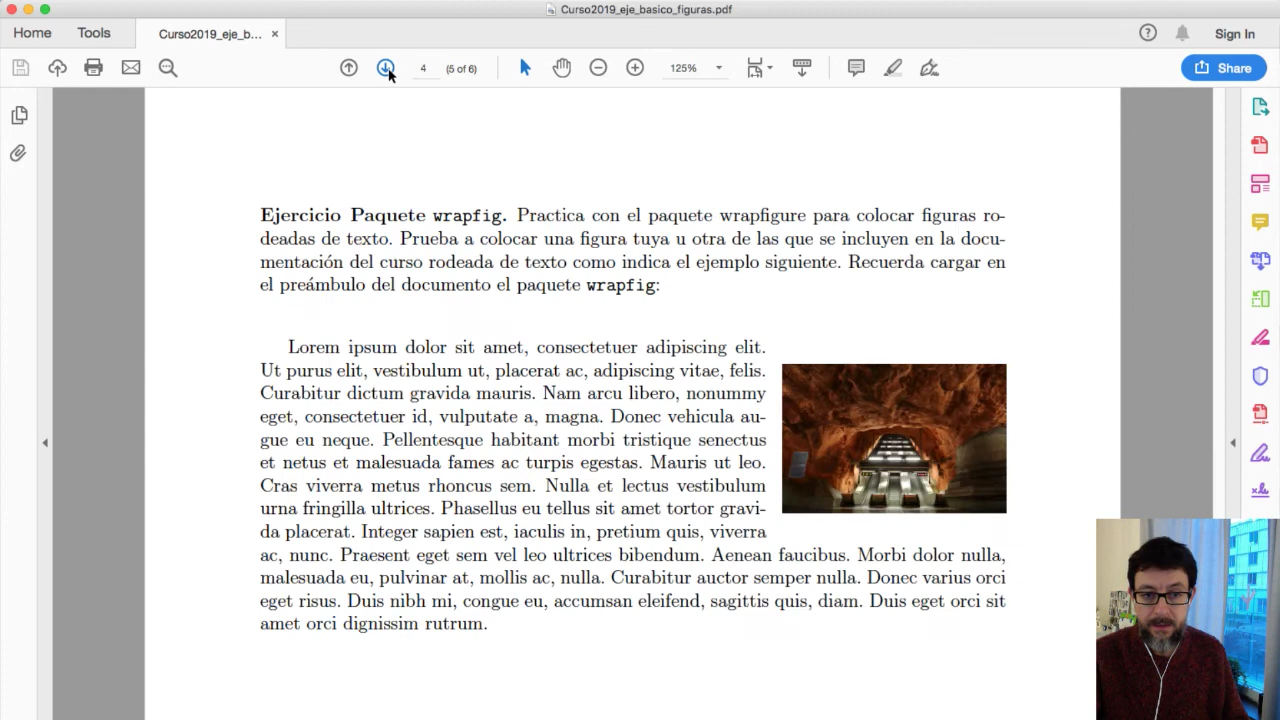 Curso2019_eje_basico_figuras.pdf
Home Tools Curso2019_eje_b... × Sign In
4 (5 of 6) 125% Share
Ejercicio Paquete wrapfig. Practica con el paquete wrapfigure para colocar figuras ro-
deadas de texto. Prueba a colocar una figura tuya u otra de las que se incluyen en la docu-
mentación del curso rodeada de texto como indica el ejemplo siguiente. Recuerda cargar en
el preámbulo del documento el paquete wrapfig:
Lorem ipsum dolor sit amet, consectetuer adipiscing elit.
Ut purus elit, vestibulum ut, placerat ac, adipiscing vitae, felis.
Curabitur dictum gravida mauris. Nam arcu libero, nonummy
eget, consectetuer id, vulputate a, magna. Donec vehicula au-
gue eu neque. Pellentesque habitant morbi tristique senectus
et netus et malesuada fames ac turpis egestas. Mauris ut leo.
Cras viverra metus rhoncus sem. Nulla et lectus vestibulum
urna fringilla ultrices. Phasellus eu tellus sit amet tortor gravi-
da placerat. Integer sapien est, iaculis in, pretium quis, viverra
ac, nunc. Praesent eget sem vel leo ultrices bibendum. Aenean faucibus. Morbi dolor nulla,
malesuada eu, pulvinar at, mollis ac, nulla. Curabitur auctor semper nulla. Donec varius orci
eget risus. Duis nibh mi, congue eu, accumsan eleifend, sagittis quis, diam. Duis eget orci sit
amet orci dignissim rutrum.